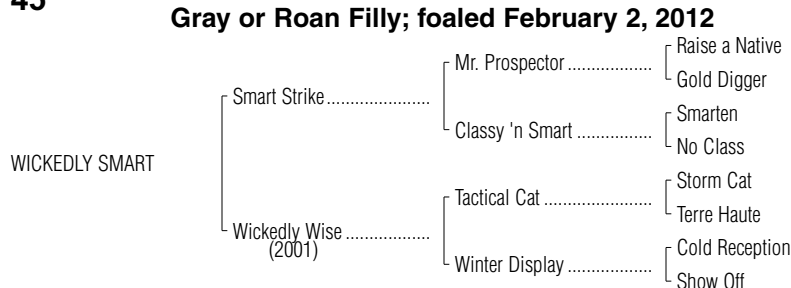 45
Gray or Roan Filly; foaled February 2, 2012
Raise a Native
Mr. Prospector ..................
Gold Digger
Smart Strike......................
Smarten
Classy 'n Smart ................
No Class
WICKEDLY SMART
Storm Cat
Tactical Cat .......................
Terre Haute
Wickedly Wise ..................
(2001)
Cold Reception
Winter Display ..................
Show Off